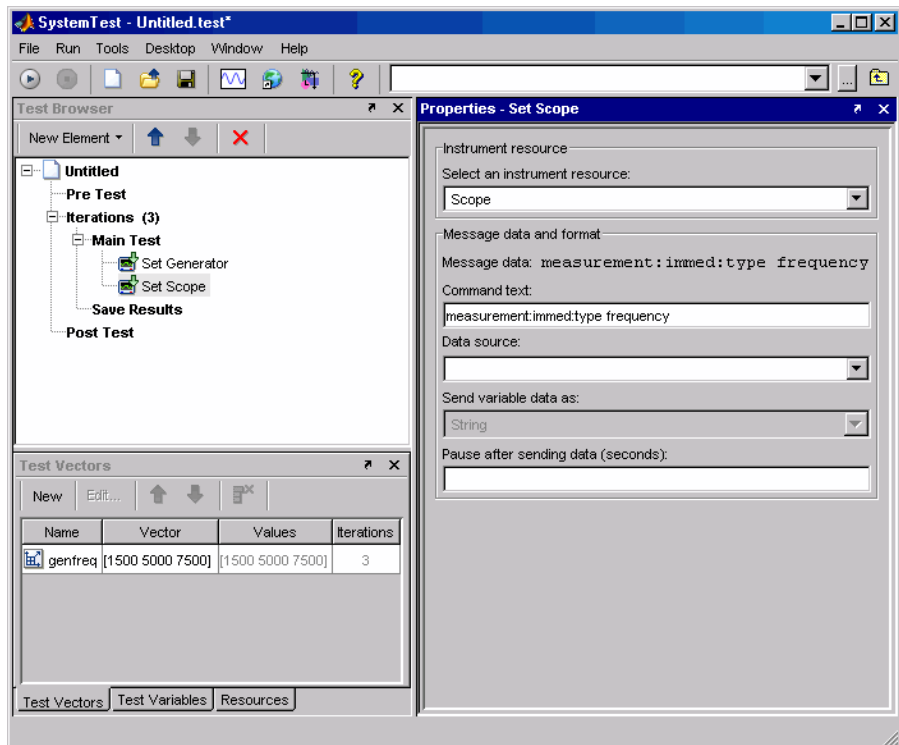 SystemTest - Untitled.test*
File Run Tools Desktop Window Help
Test Browser
New Element
Untitled
Pre Test
Iterations (3)
Main Test
Set Generator
Set Scope
Save Results
Post Test
Test Vectors
New Edit...
Name Vector Values Iterations
genfreq [1500 5000 7500] [1500 5000 7500] 3
Test Vectors Test Variables Resources
Properties - Set Scope
Instrument resource
Select an instrument resource:
Scope
Message data and format
Message data: measurement:immed:type frequency
Command text:
measurement:immed:type frequency
Data source:
Send variable data as:
String
Pause after sending data (seconds):